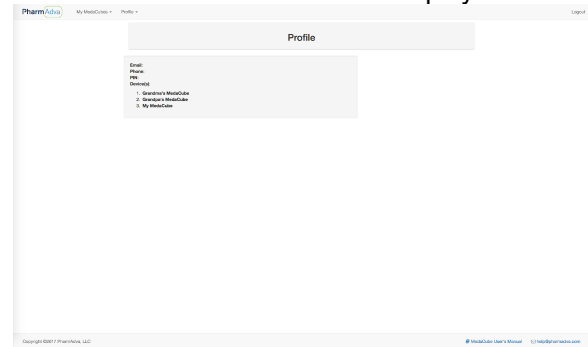 PharmAdva My MedaCubes Profile Logout
Profile
Email:
Phone:
PIN:
Device(s):
1. Grandma's MedaCube
2. Grandpa's MedaCube
3. My MedaCube
Copyright ©2017 PharmAdva, LLC MedaCube User's Manual help@pharmadva.com